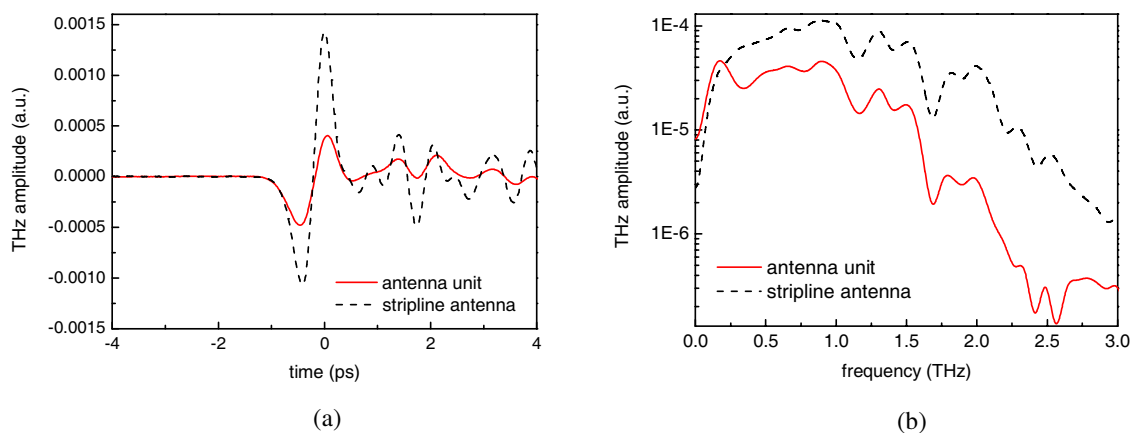 0.0015
0.0010
0.0005
0.0000
-0.0005
-0.0010
-0.0015
THz amplitude (a.u.)
antenna unit
stripline antenna
-4 -2 0 2 4
time (ps)
(a)
1E-4
1E-5
1E-6
THz amplitude (a.u.)
antenna unit
stripline antenna
0.0 0.5 1.0 1.5 2.0 2.5 3.0
frequency (THz)
(b)